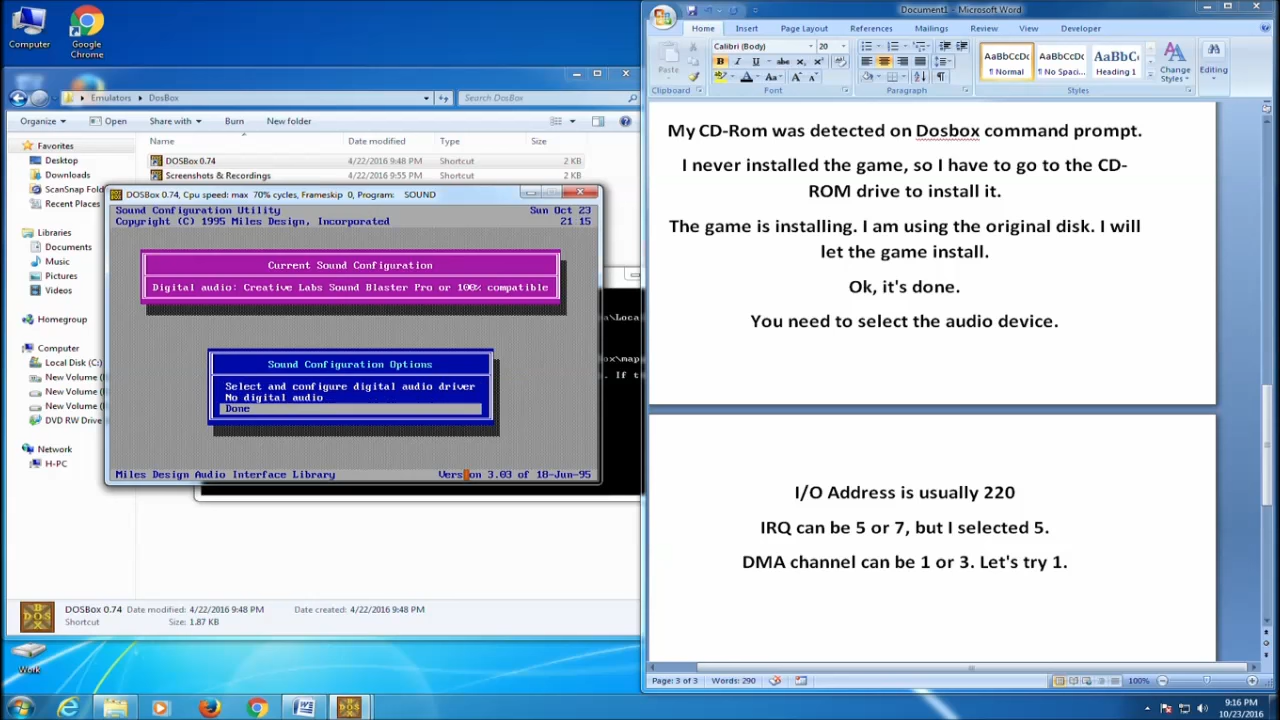 Computer
Google
Chrome
Emulators
DosBox
Search DosBox
Organize
Open
Share with
Burn
New folder
Favorites
Desktop
Downloads
ScanSnap Fold
Recent Places
Libraries
Documents
Music
Pictures
Videos
Homegroup
Computer
Local Disk (C:)
New Volume (
New Volume (
New Volume (
DVD RW Drive
Network
H-PC
Name
Date modified
Type
Size
DOSBox 0.74
4/22/2016 9:48 PM
Shortcut
2 KB
Screenshots & Recordings
4/22/2016 9:55 PM
Shortcut
2 KB
DOSBox 0.74, Cpu speed: max 70% cycles, Frameskip 0, Program: SOUND
Sound Configuration Utility
Sun Oct 23
Copyright (C) 1995 Miles Design, Incorporated
21 15
Current Sound Configuration
Digital audio: Creative Labs Sound Blaster Pro or 100% compatible
Sound Configuration Options
Select and configure digital audio driver
No digital audio
Done
Miles Design Audio Interface Library
Version 3.03 of 18-Jun-95
a\Loca
ox\map
. If t
DOSBox 0.74
Date modified: 4/22/2016 9:48 PM
Date created: 4/22/2016 9:48 PM
Shortcut
Size: 1.87 KB
Work
Document1 - Microsoft Word
Home
Insert
Page Layout
References
Mailings
Review
View
Developer
Paste
Clipboard
Calibri (Body)
20
Font
Paragraph
AaBbCcDc
¶ Normal
AaBbCcDc
¶ No Spaci...
AaBbC
Heading 1
Change
Styles
Styles
Editing
My CD-Rom was detected on Dosbox command prompt.
I never installed the game, so I have to go to the CD-
ROM drive to install it.
The game is installing. I am using the original disk. I will
let the game install.
Ok, it's done.
You need to select the audio device.
I/O Address is usually 220
IRQ can be 5 or 7, but I selected 5.
DMA channel can be 1 or 3. Let's try 1.
Page: 3 of 3
Words: 290
100%
9:16 PM
10/23/2016